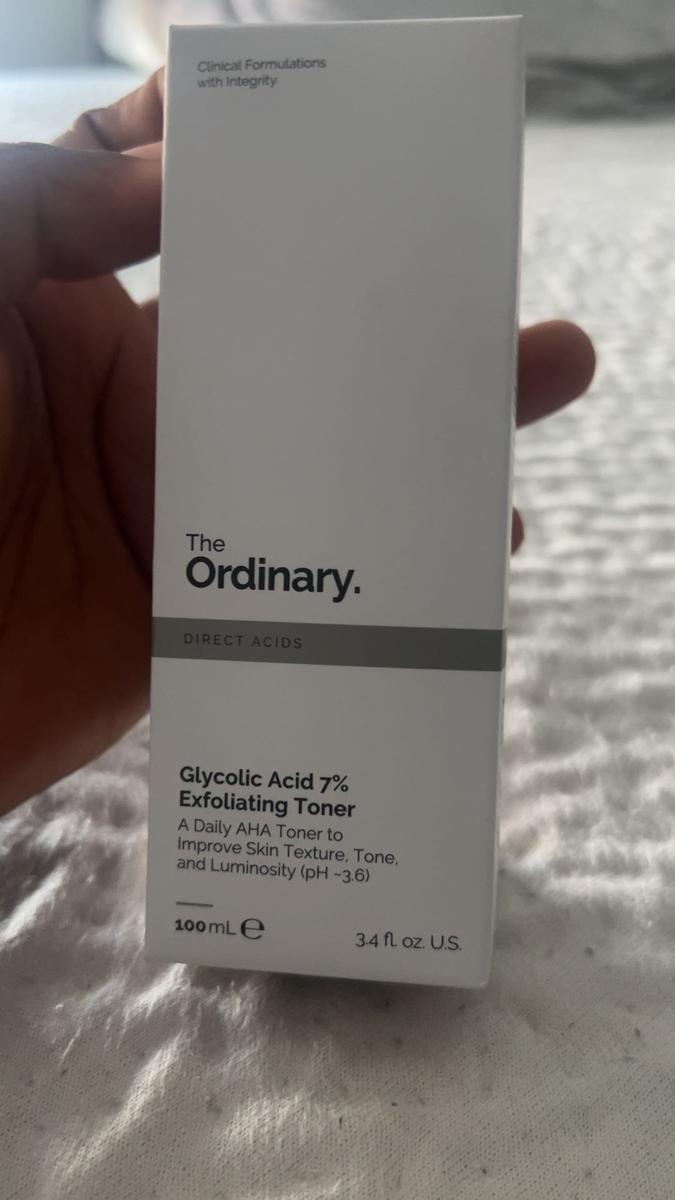 Clinical Formulations
with Integrity.
The
Ordinary.
DIRECT ACIDS
Glycolic Acid 7%
Exfoliating Toner
A Daily AHA Toner to
Improve Skin Texture, Tone,
and Luminosity (pH ~3.6)
100 mL ℮
3.4 fl. oz. U.S.